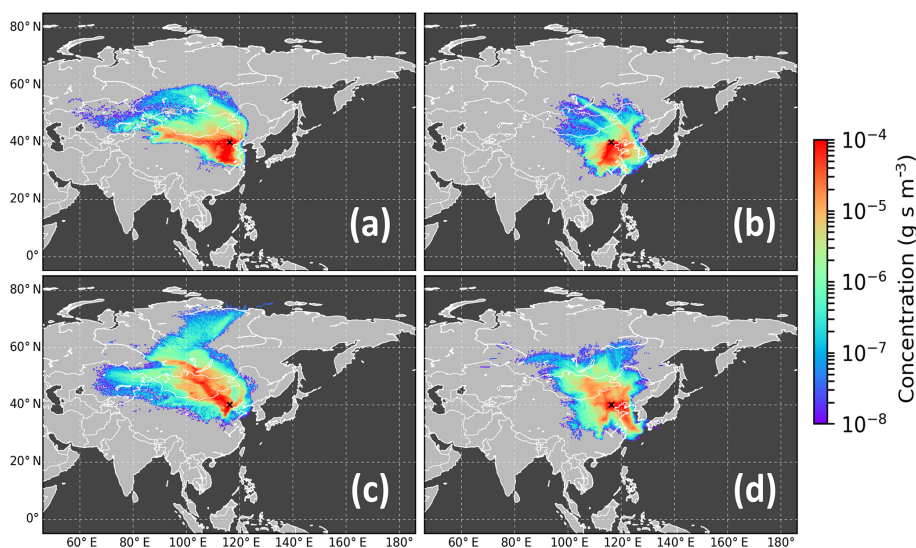 80° N
60° N
40° N
20° N
0°
(a)
(b)
80° N
60° N
40° N
20° N
0°
(c)
(d)
60° E 80° E 100° E 120° E 140° E 160° E 180°
60° E 80° E 100° E 120° E 140° E 160° E 180°
10⁻⁴
10⁻⁵
10⁻⁶
10⁻⁷
10⁻⁸
Concentration (g s m⁻³)